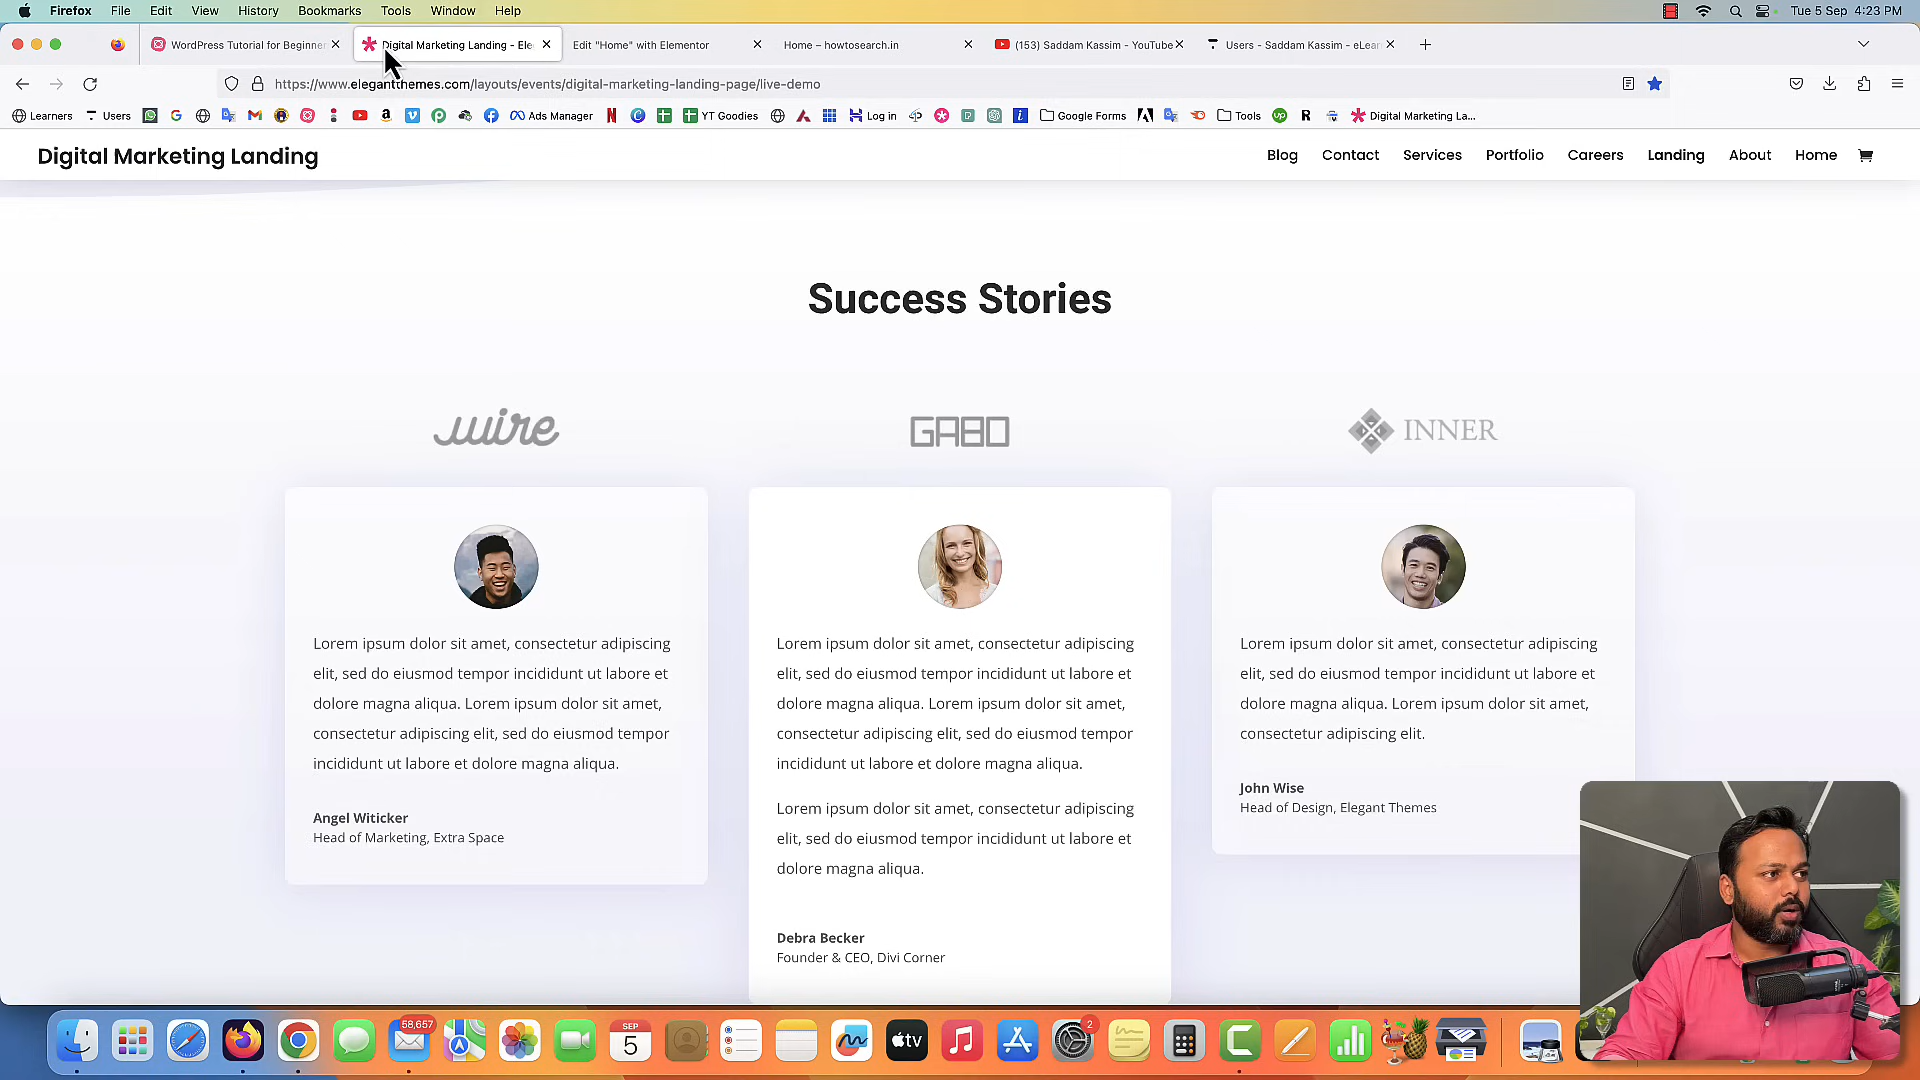 Firefox File Edit View History Bookmarks Tools Window Help Tue 5 Sep 4:23 PM
WordPress Tutorial for Beginner Digital Marketing Landing - Ele Edit "Home" with Elementor Home – howtosearch.in (153) Saddam Kassim - YouTube Users - Saddam Kassim - eLear
https://www.elegantthemes.com/layouts/events/digital-marketing-landing-page/live-demo
Learners Users Ads Manager YT Goodies Log in Google Forms Tools Digital Marketing La...
Digital Marketing Landing
Blog Contact Services Portfolio Careers Landing About Home
Success Stories
wire
GABO
INNER
Lorem ipsum dolor sit amet, consectetur adipiscing
elit, sed do eiusmod tempor incididunt ut labore et
dolore magna aliqua. Lorem ipsum dolor sit amet,
consectetur adipiscing elit, sed do eiusmod tempor
incididunt ut labore et dolore magna aliqua.
Angel Witicker
Head of Marketing, Extra Space
Lorem ipsum dolor sit amet, consectetur adipiscing
elit, sed do eiusmod tempor incididunt ut labore et
dolore magna aliqua. Lorem ipsum dolor sit amet,
consectetur adipiscing elit, sed do eiusmod tempor
incididunt ut labore et dolore magna aliqua.
Lorem ipsum dolor sit amet, consectetur adipiscing
elit, sed do eiusmod tempor incididunt ut labore et
dolore magna aliqua.
Debra Becker
Founder & CEO, Divi Corner
Lorem ipsum dolor sit amet, consectetur adipiscing
elit, sed do eiusmod tempor incididunt ut labore et
dolore magna aliqua. Lorem ipsum dolor sit amet,
consectetur adipiscing elit.
John Wise
Head of Design, Elegant Themes
58,657
SEP
5
tv
2